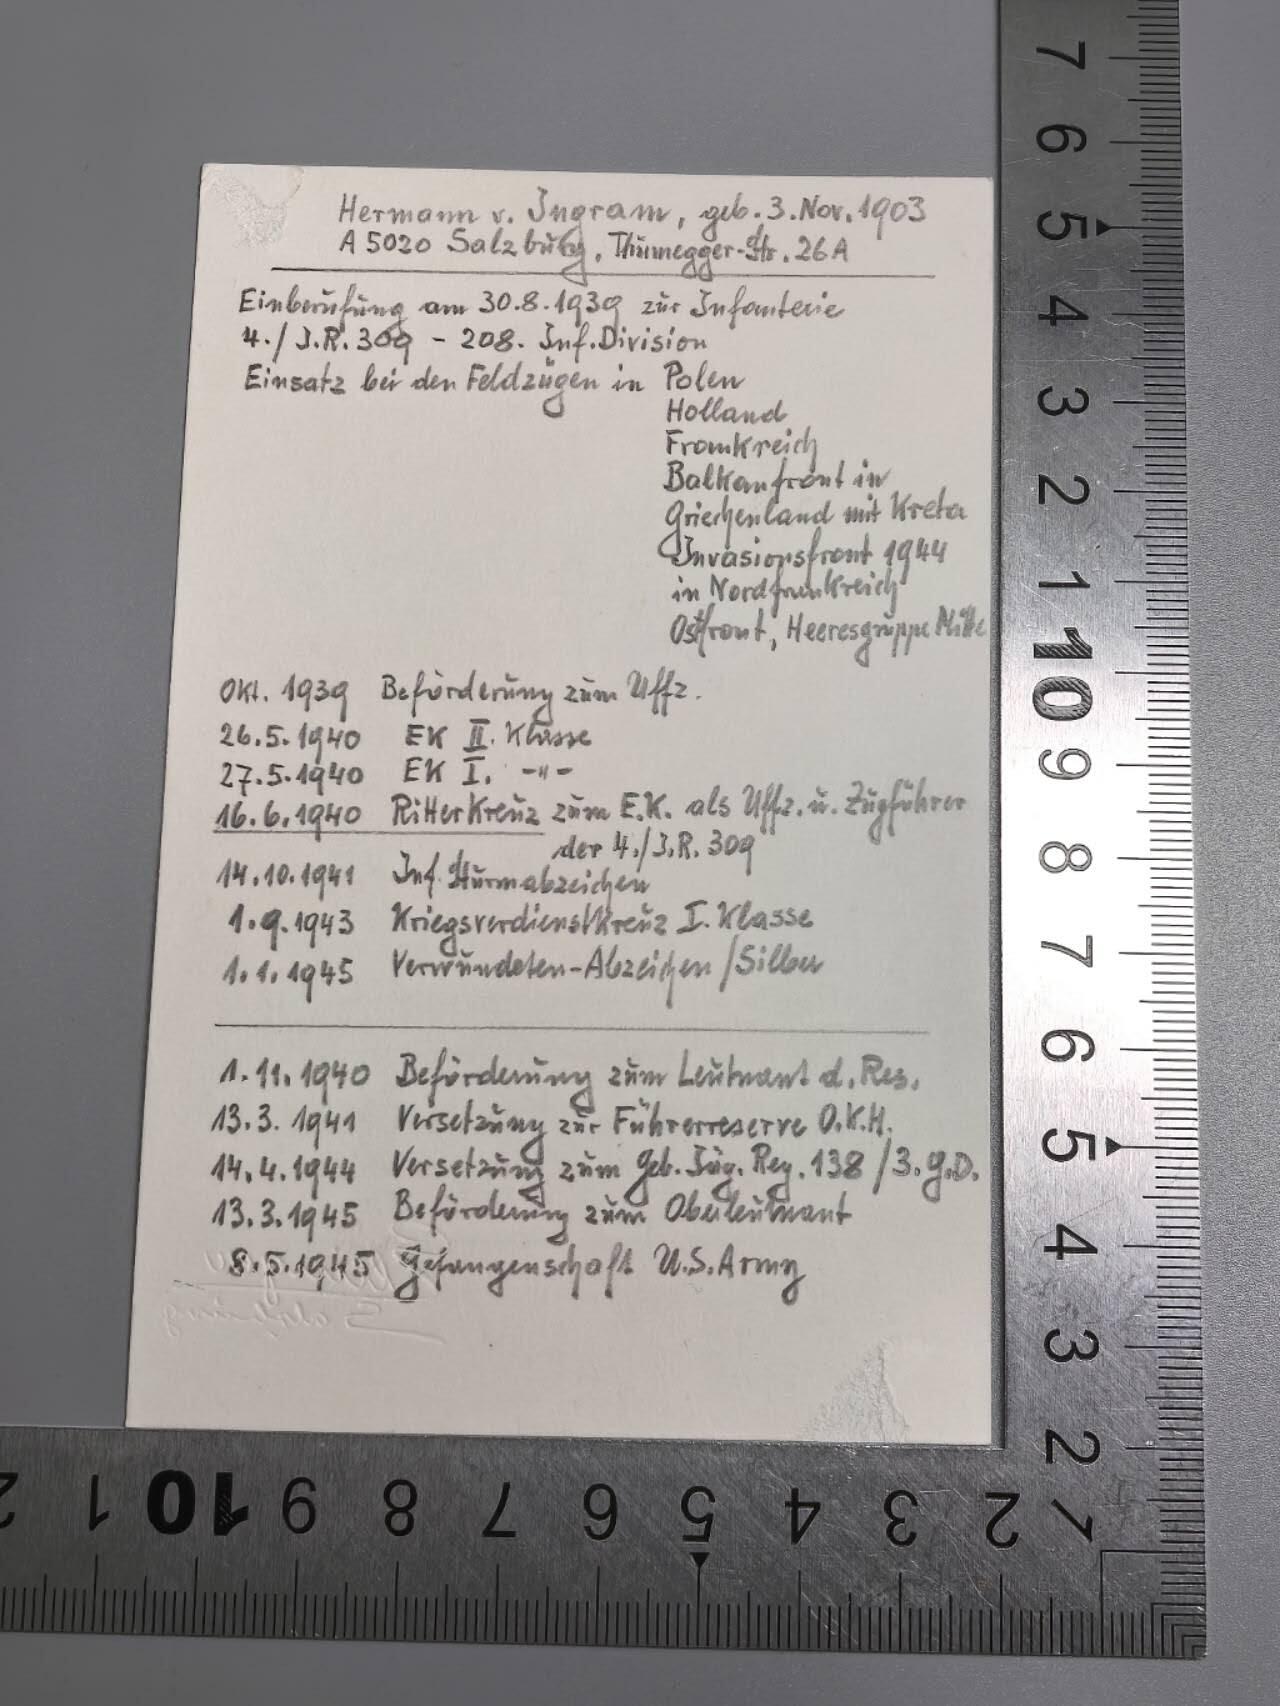 Hermann v. Ingram, geb. 3. Nov. 1903
A 5020 Salzburg, Thumegger-Str. 26A
Einberufung am 30.8.1939 zur Infanterie
4./J.R. 309 - 208. Inf. Division
Einsatz bei den Feldzügen in Polen
Holland
Frankreich
Balkanfront in
Griechenland mit Kreta
Invasionsfront 1944
in Nordfrankreich
Ostfront, Heeresgruppe Mitte
Okt. 1939 Beförderung zum Uffz.
26.5.1940 EK II. Klasse
27.5.1940 EK I. -"-
16.6.1940 Ritterkreuz zum E.K. als Uffz. u. Zugführer
der 4./J.R. 309
14.10.1941 Inf. Sturmabzeichen
1.9.1943 Kriegsverdienstkreuz I. Klasse
1.1.1945 Verwundeten-Abzeichen/Silber
1.11.1940 Beförderung zum Leutnant d. Res.
13.3.1941 Versetzung zur Führerreserve O.K.H.
14.4.1944 Versetzung zum Geb. Jäg. Reg. 138/3. G.D.
13.3.1945 Beförderung zum Oberleutnant
8.5.1945 Gefangenschaft U.S. Army
7
6
5
4
3
2
1
10
9
8
7
6
5
4
3
2
2 1 10 9 8 7 6 5 4 3 2 1